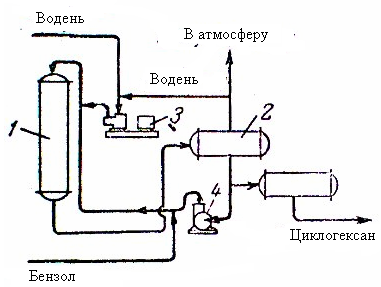 Водень
В атмосферу
Водень
1
3
2
4
Циклогексан
Бензол